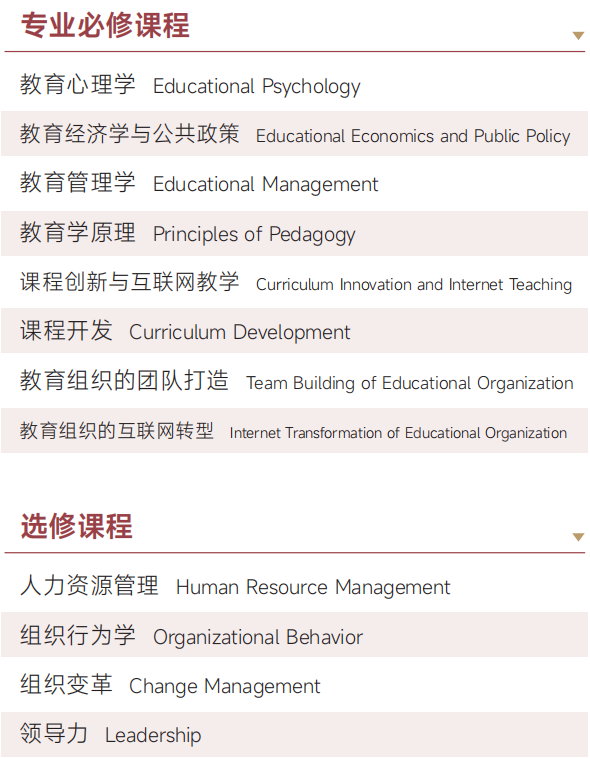 专业必修课程
教育心理学 Educational Psychology
教育经济学与公共政策 Educational Economics and Public Policy
教育管理学 Educational Management
教育学原理 Principles of Pedagogy
课程创新与互联网教学 Curriculum Innovation and Internet Teaching
课程开发 Curriculum Development
教育组织的团队打造 Team Building of Educational Organization
教育组织的互联网转型 Internet Transformation of Educational Organization
选修课程
人力资源管理 Human Resource Management
组织行为学 Organizational Behavior
组织变革 Change Management
领导力 Leadership